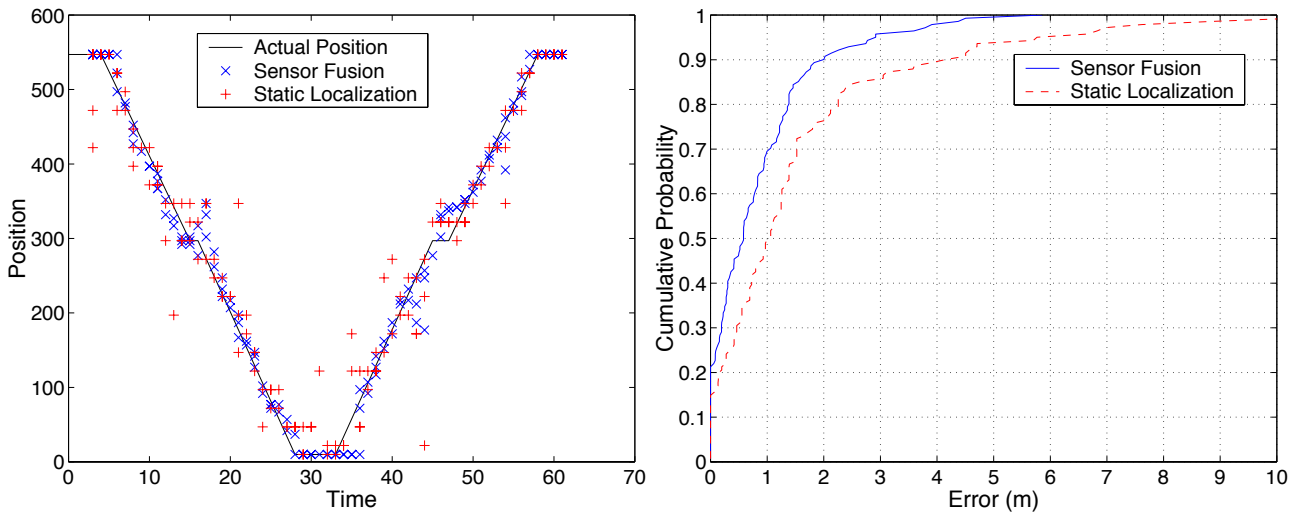 600
500
400
300
200
100
0
Position
0 10 20 30 40 50 60 70
Time
Actual Position
Sensor Fusion
Static Localization
1
0.9
0.8
0.7
0.6
0.5
0.4
0.3
0.2
0.1
0
Cumulative Probability
0 1 2 3 4 5 6 7 8 9 10
Error (m)
Sensor Fusion
Static Localization